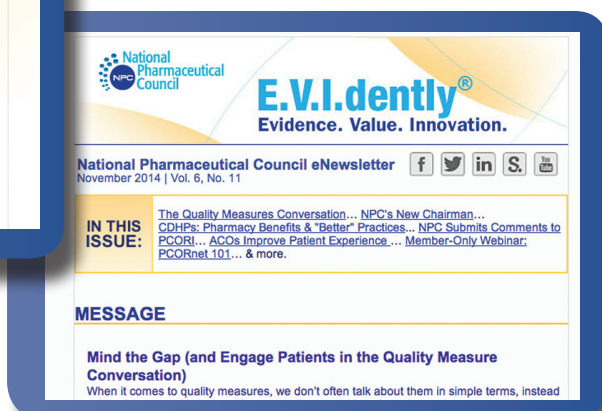 National
Pharmaceutical
Council
NPC
E.V.I.dently®
Evidence. Value. Innovation.
National Pharmaceutical Council eNewsletter
November 2014 | Vol. 6, No. 11
f in S. You Tube
IN THIS ISSUE:
The Quality Measures Conversation... NPC's New Chairman...
CDHPs: Pharmacy Benefits & "Better" Practices... NPC Submits Comments to
PCORI... ACOs Improve Patient Experience ... Member-Only Webinar:
PCORnet 101... & more.
MESSAGE
Mind the Gap (and Engage Patients in the Quality Measure
Conversation)
When it comes to quality measures, we don't often talk about them in simple terms, instead